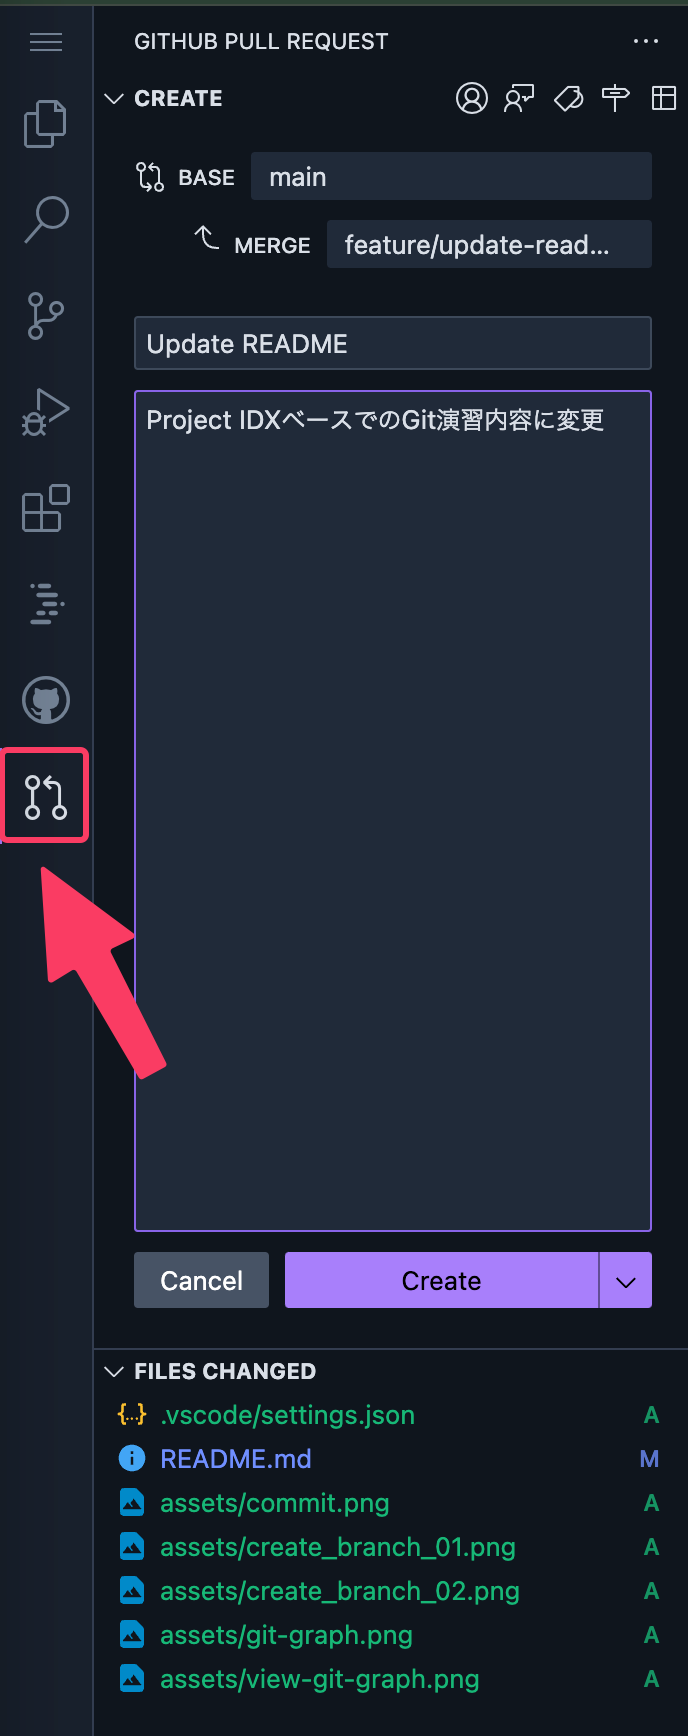 GITHUB PULL REQUEST
CREATE
BASE main
MERGE feature/update-read...
Update README
Project IDXベースでのGit演習内容に変更
Cancel Create
FILES CHANGED
.vscode/settings.json A
README.md M
assets/commit.png A
assets/create_branch_01.png A
assets/create_branch_02.png A
assets/git-graph.png A
assets/view-git-graph.png A